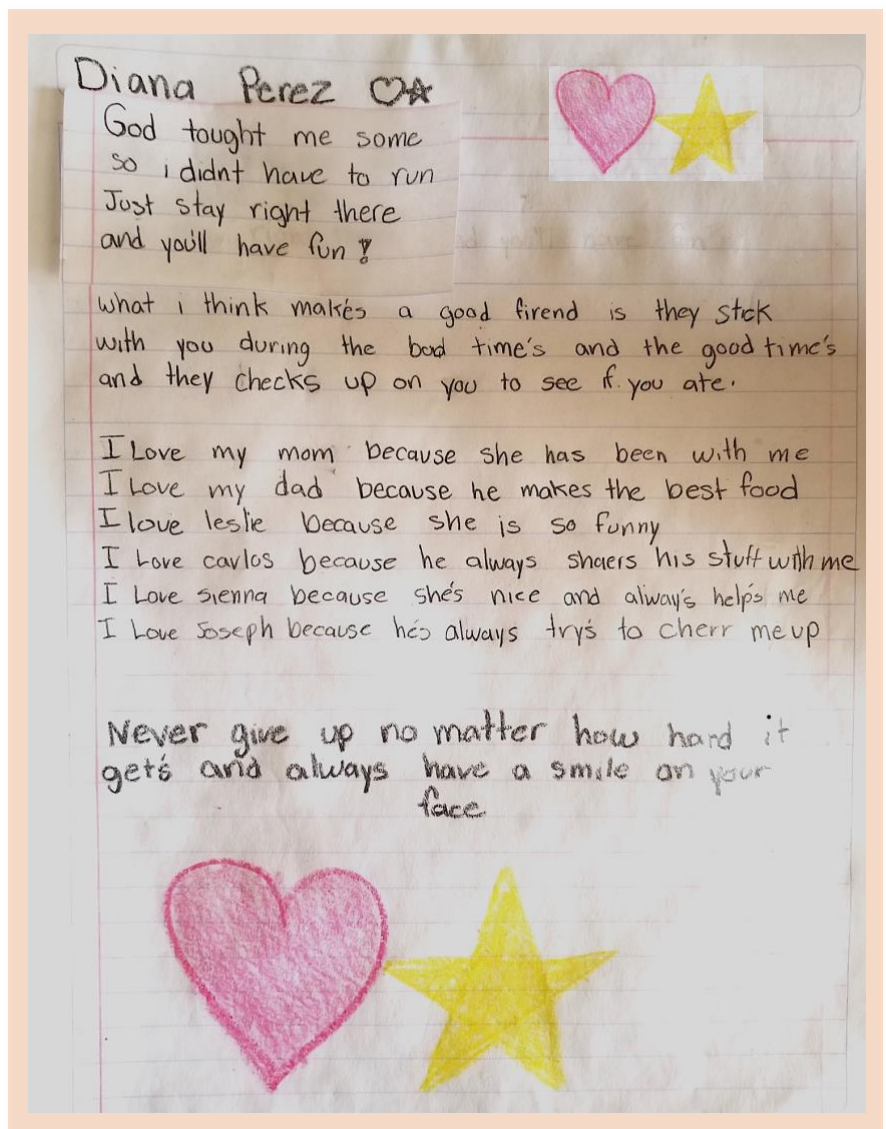 Diana Perez
God tought me some
so i didnt have to run
Just stay right there
and you'll have fun!
what i think makes a good firend is they stick
with you during the bad time's and the good time's
and they checks up on you to see if you ate.
I Love my mom because she has been with me
I Love my dad because he makes the best food
I love leslie because she is so funny
I Love carlos because he always shaers his stuff with me
I Love sienna because she's nice and alway's help's me
I Love Joseph because he's always try's to cherr me up
Never give up no matter how hard it
get's and always have a smile on your
face